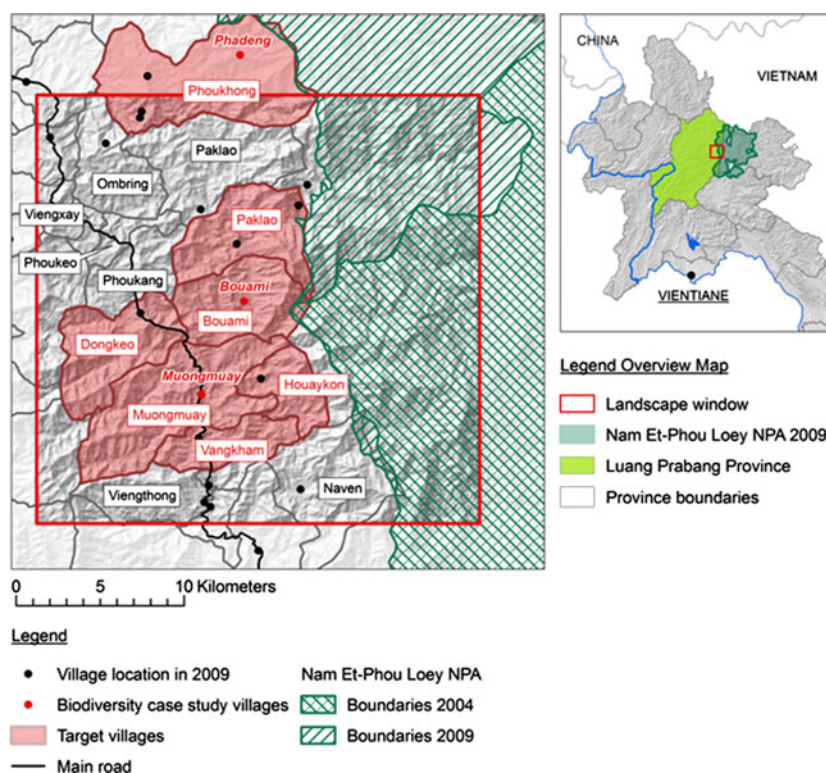 Phadeng
Phoukhong
Paklao
Ombring
Viengxay
Paklao
Phoukeo
Phoukang
Bouami
Bouami
Dongkeo
Muongmuay
Houaykon
Muongmuay
Vangkham
Viengthong
Naven
0 5 10 Kilometers
Legend
Village location in 2009
Biodiversity case study villages
Target villages
Main road
Nam Et-Phou Loey NPA
Boundaries 2004
Boundaries 2009
CHINA
VIETNAM
VIENTIANE
Legend Overview Map
Landscape window
Nam Et-Phou Loey NPA 2009
Luang Prabang Province
Province boundaries